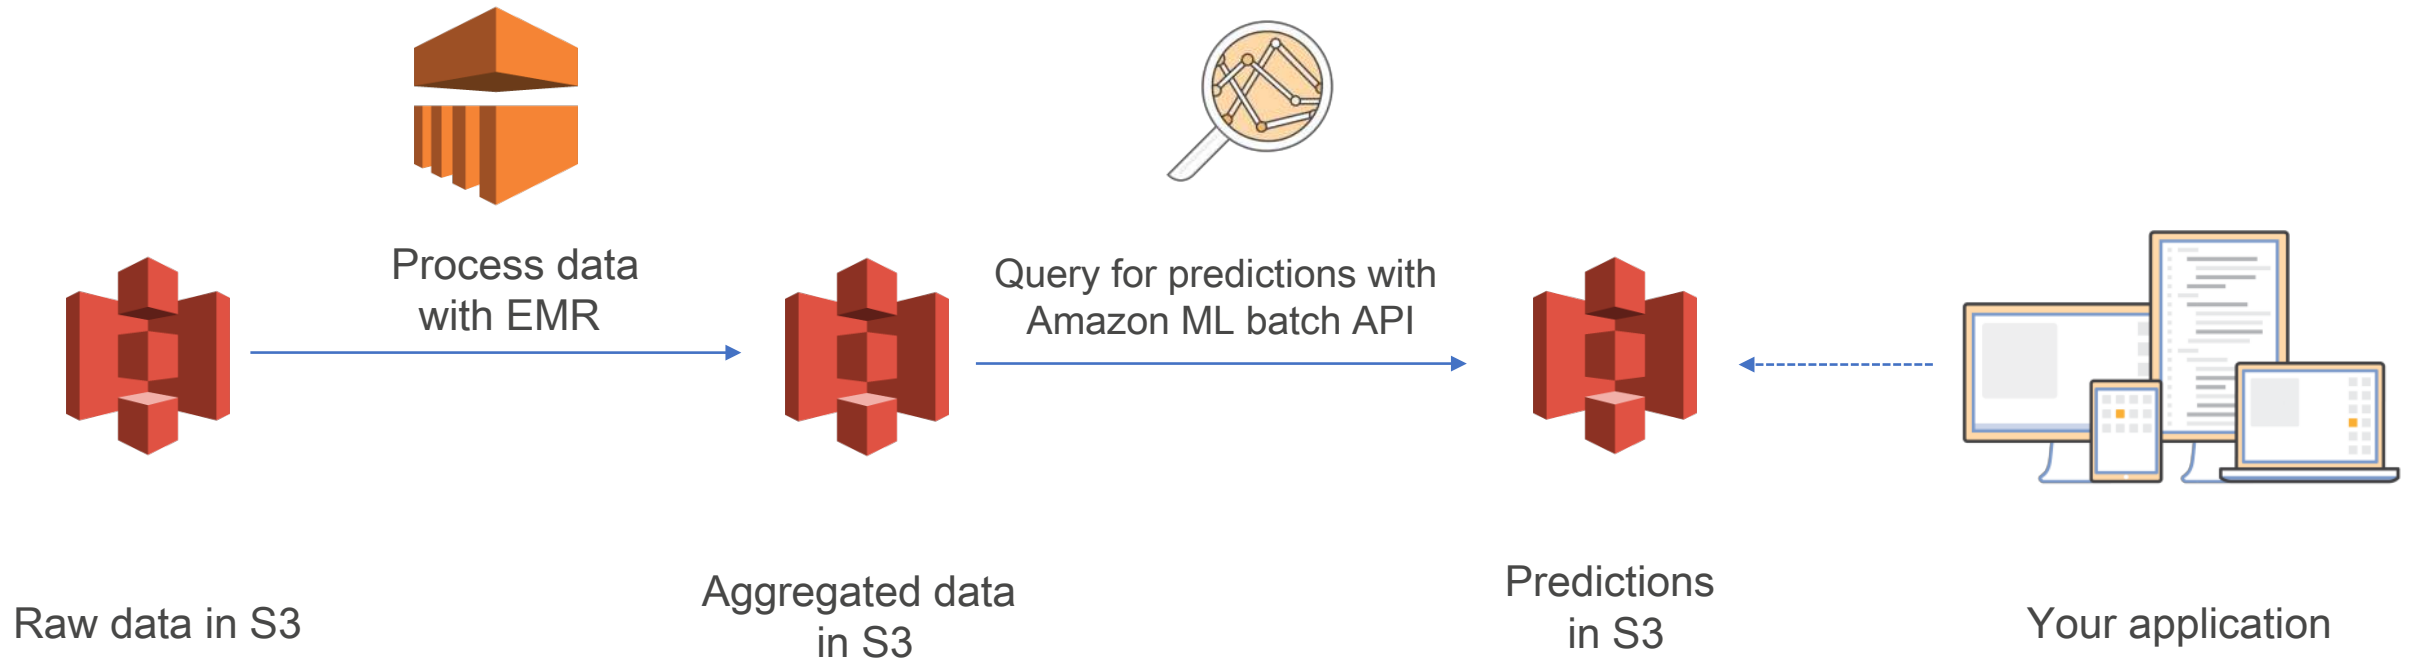 Process data
with EMR
Query for predictions with
Amazon ML batch API
Raw data in S3
Aggregated data
in S3
Predictions
in S3
Your application